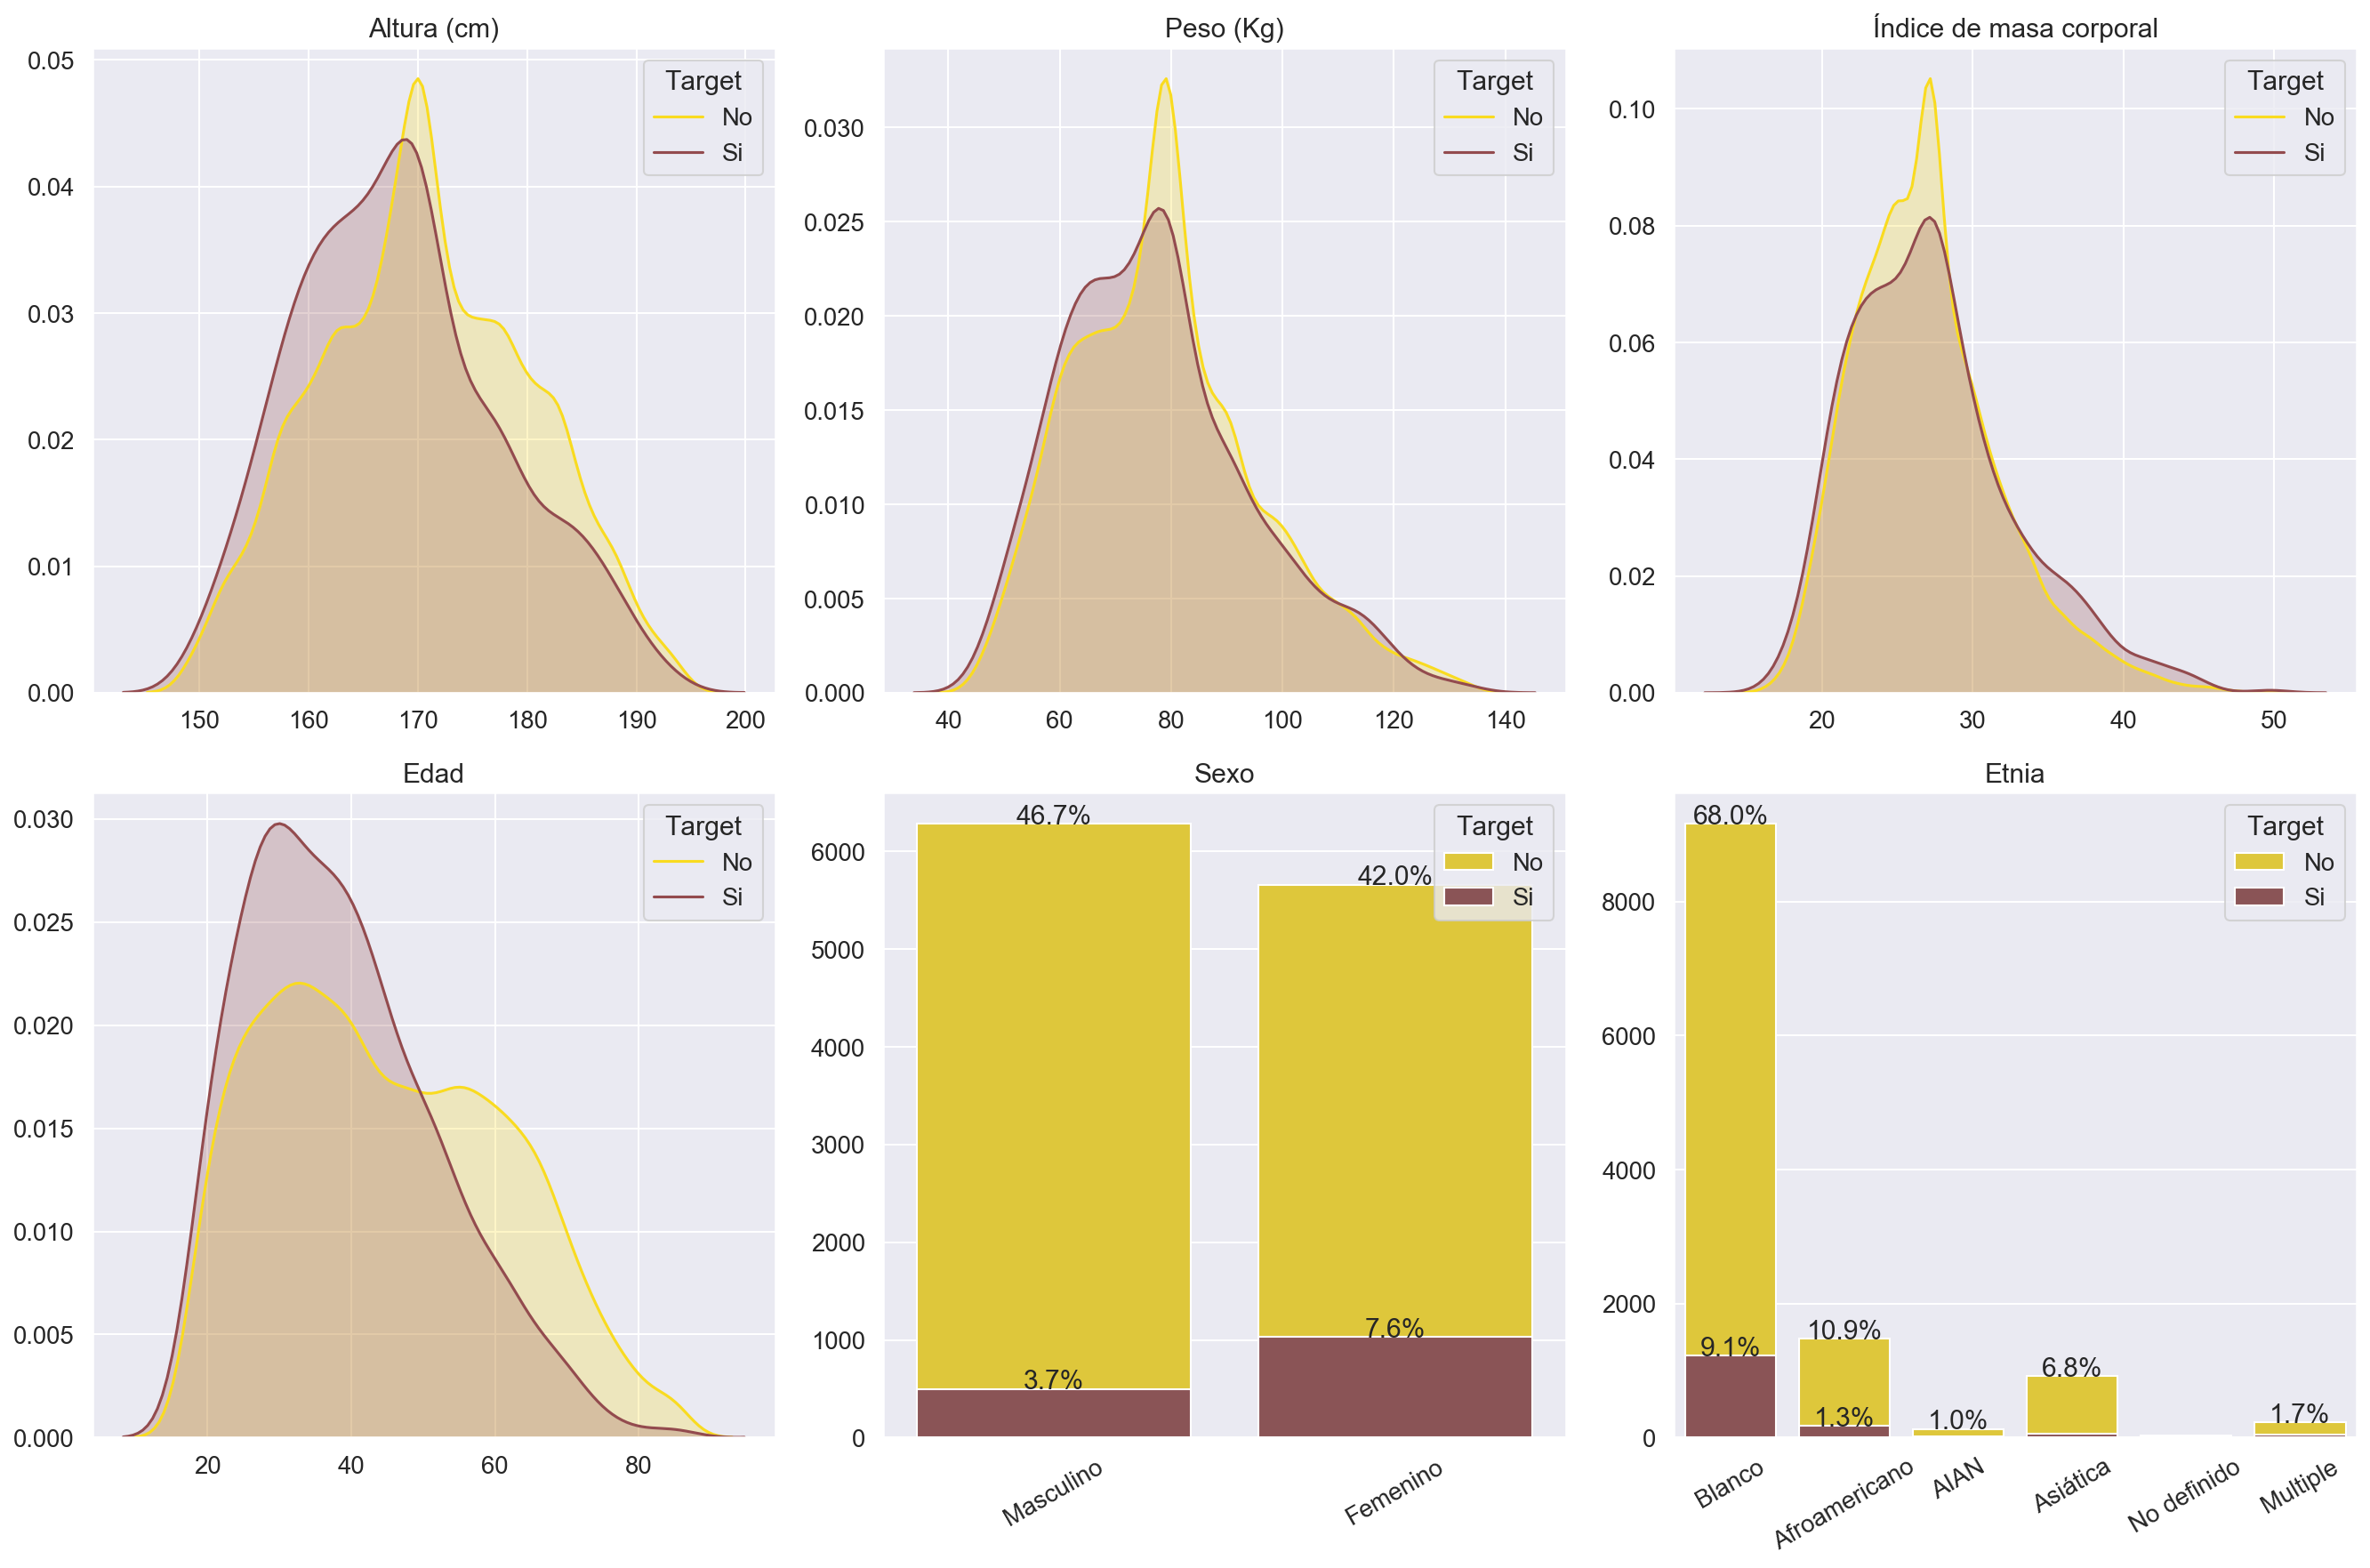 Altura (cm)
0.05
0.04
0.03
0.02
0.01
0.00
150 160 170 180 190 200
Target
No
Si
Peso (Kg)
0.030
0.025
0.020
0.015
0.010
0.005
0.000
40 60 80 100 120 140
Target
No
Si
Índice de masa corporal
0.10
0.08
0.06
0.04
0.02
0.00
20 30 40 50
Target
No
Si
Edad
0.030
0.025
0.020
0.015
0.010
0.005
0.000
20 40 60 80
Target
No
Si
Sexo
6000
5000
4000
3000
2000
1000
0
46.7%
42.0%
7.6%
3.7%
Masculino Femenino
Target
No
Si
Etnia
8000
6000
4000
2000
0
68.0%
9.1%
10.9%
1.3%
1.0%
6.8%
1.7%
Blanco Afroamericano AIAN Asiática No definido Multiple
Target
No
Si